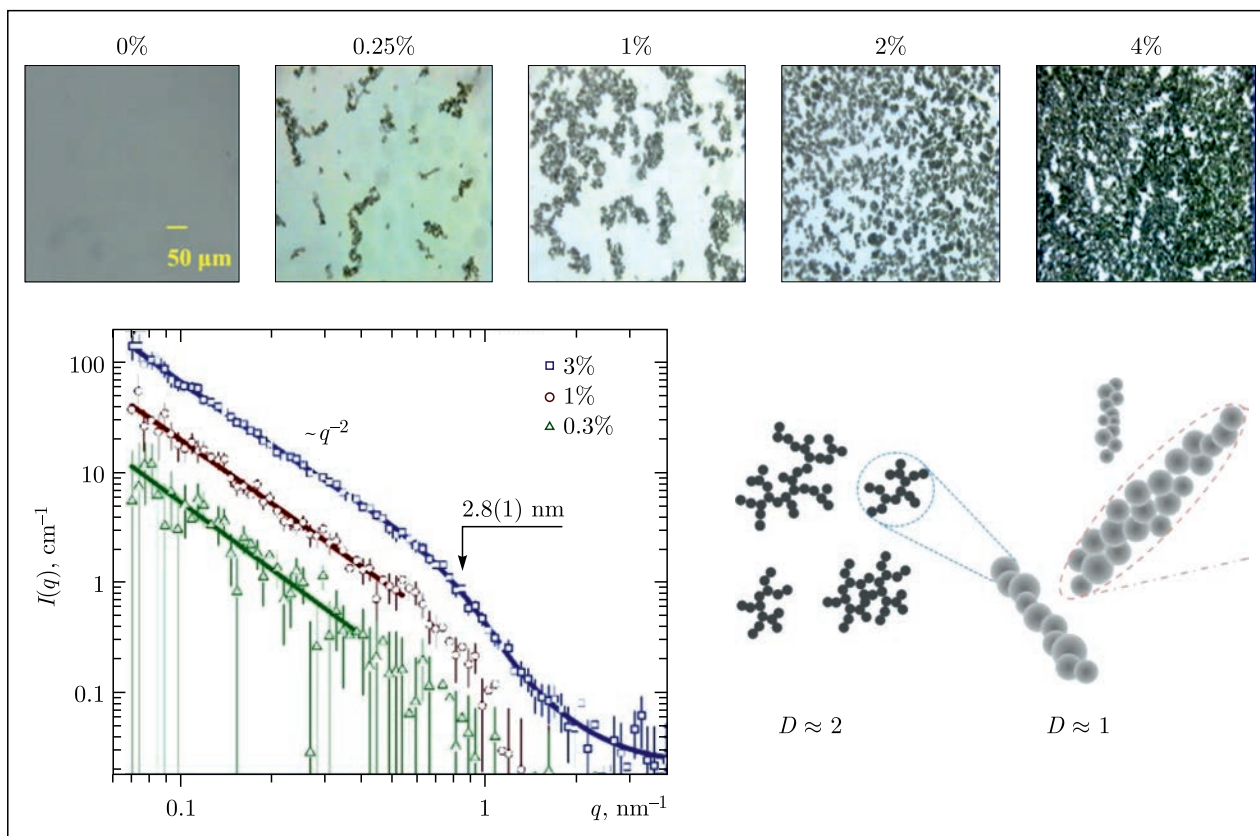 0% 0.25% 1% 2% 4%
50 μm
100
10
1
0.1
I(q), cm⁻¹
~q⁻²
3%
1%
0.3%
2.8(1) nm
0.1 1
q, nm⁻¹
D ≈ 2 D ≈ 1